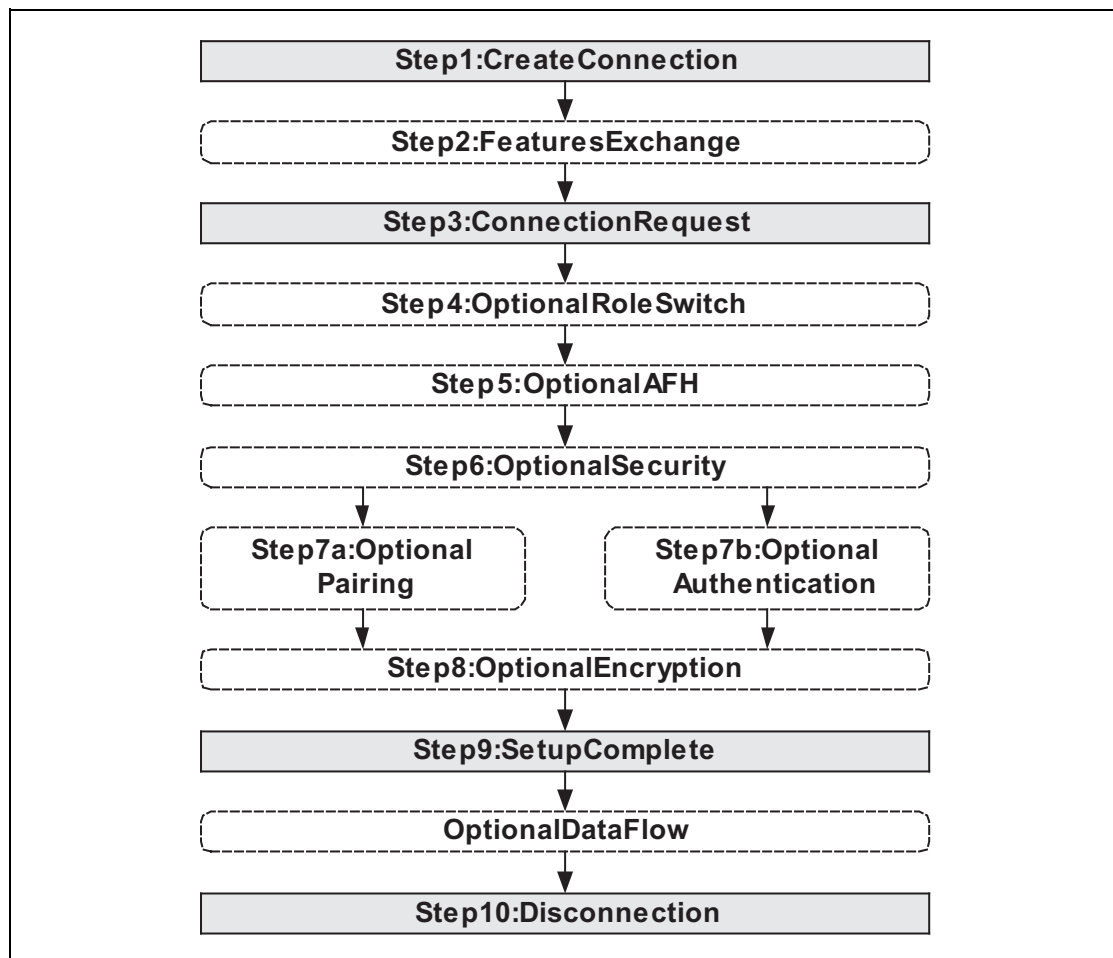 Step1:CreateConnection
Step2:FeaturesExchange
Step3:ConnectionRequest
Step4:OptionalRoleSwitch
Step5:OptionalAFH
Step6:OptionalSecurity
Step7a:Optional
Pairing
Step7b:Optional
Authentication
Step8:OptionalEncryption
Step9:SetupComplete
OptionalDataFlow
Step10:Disconnection